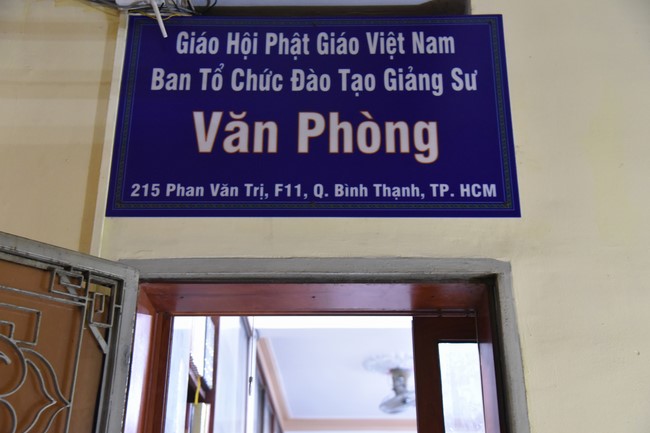 Giáo Hội Phật Giáo Việt Nam
Ban Tổ Chức Đào Tạo Giảng Sư
Văn Phòng
215 Phan Văn Trị, F11, Q. Bình Thạnh, TP. HCM